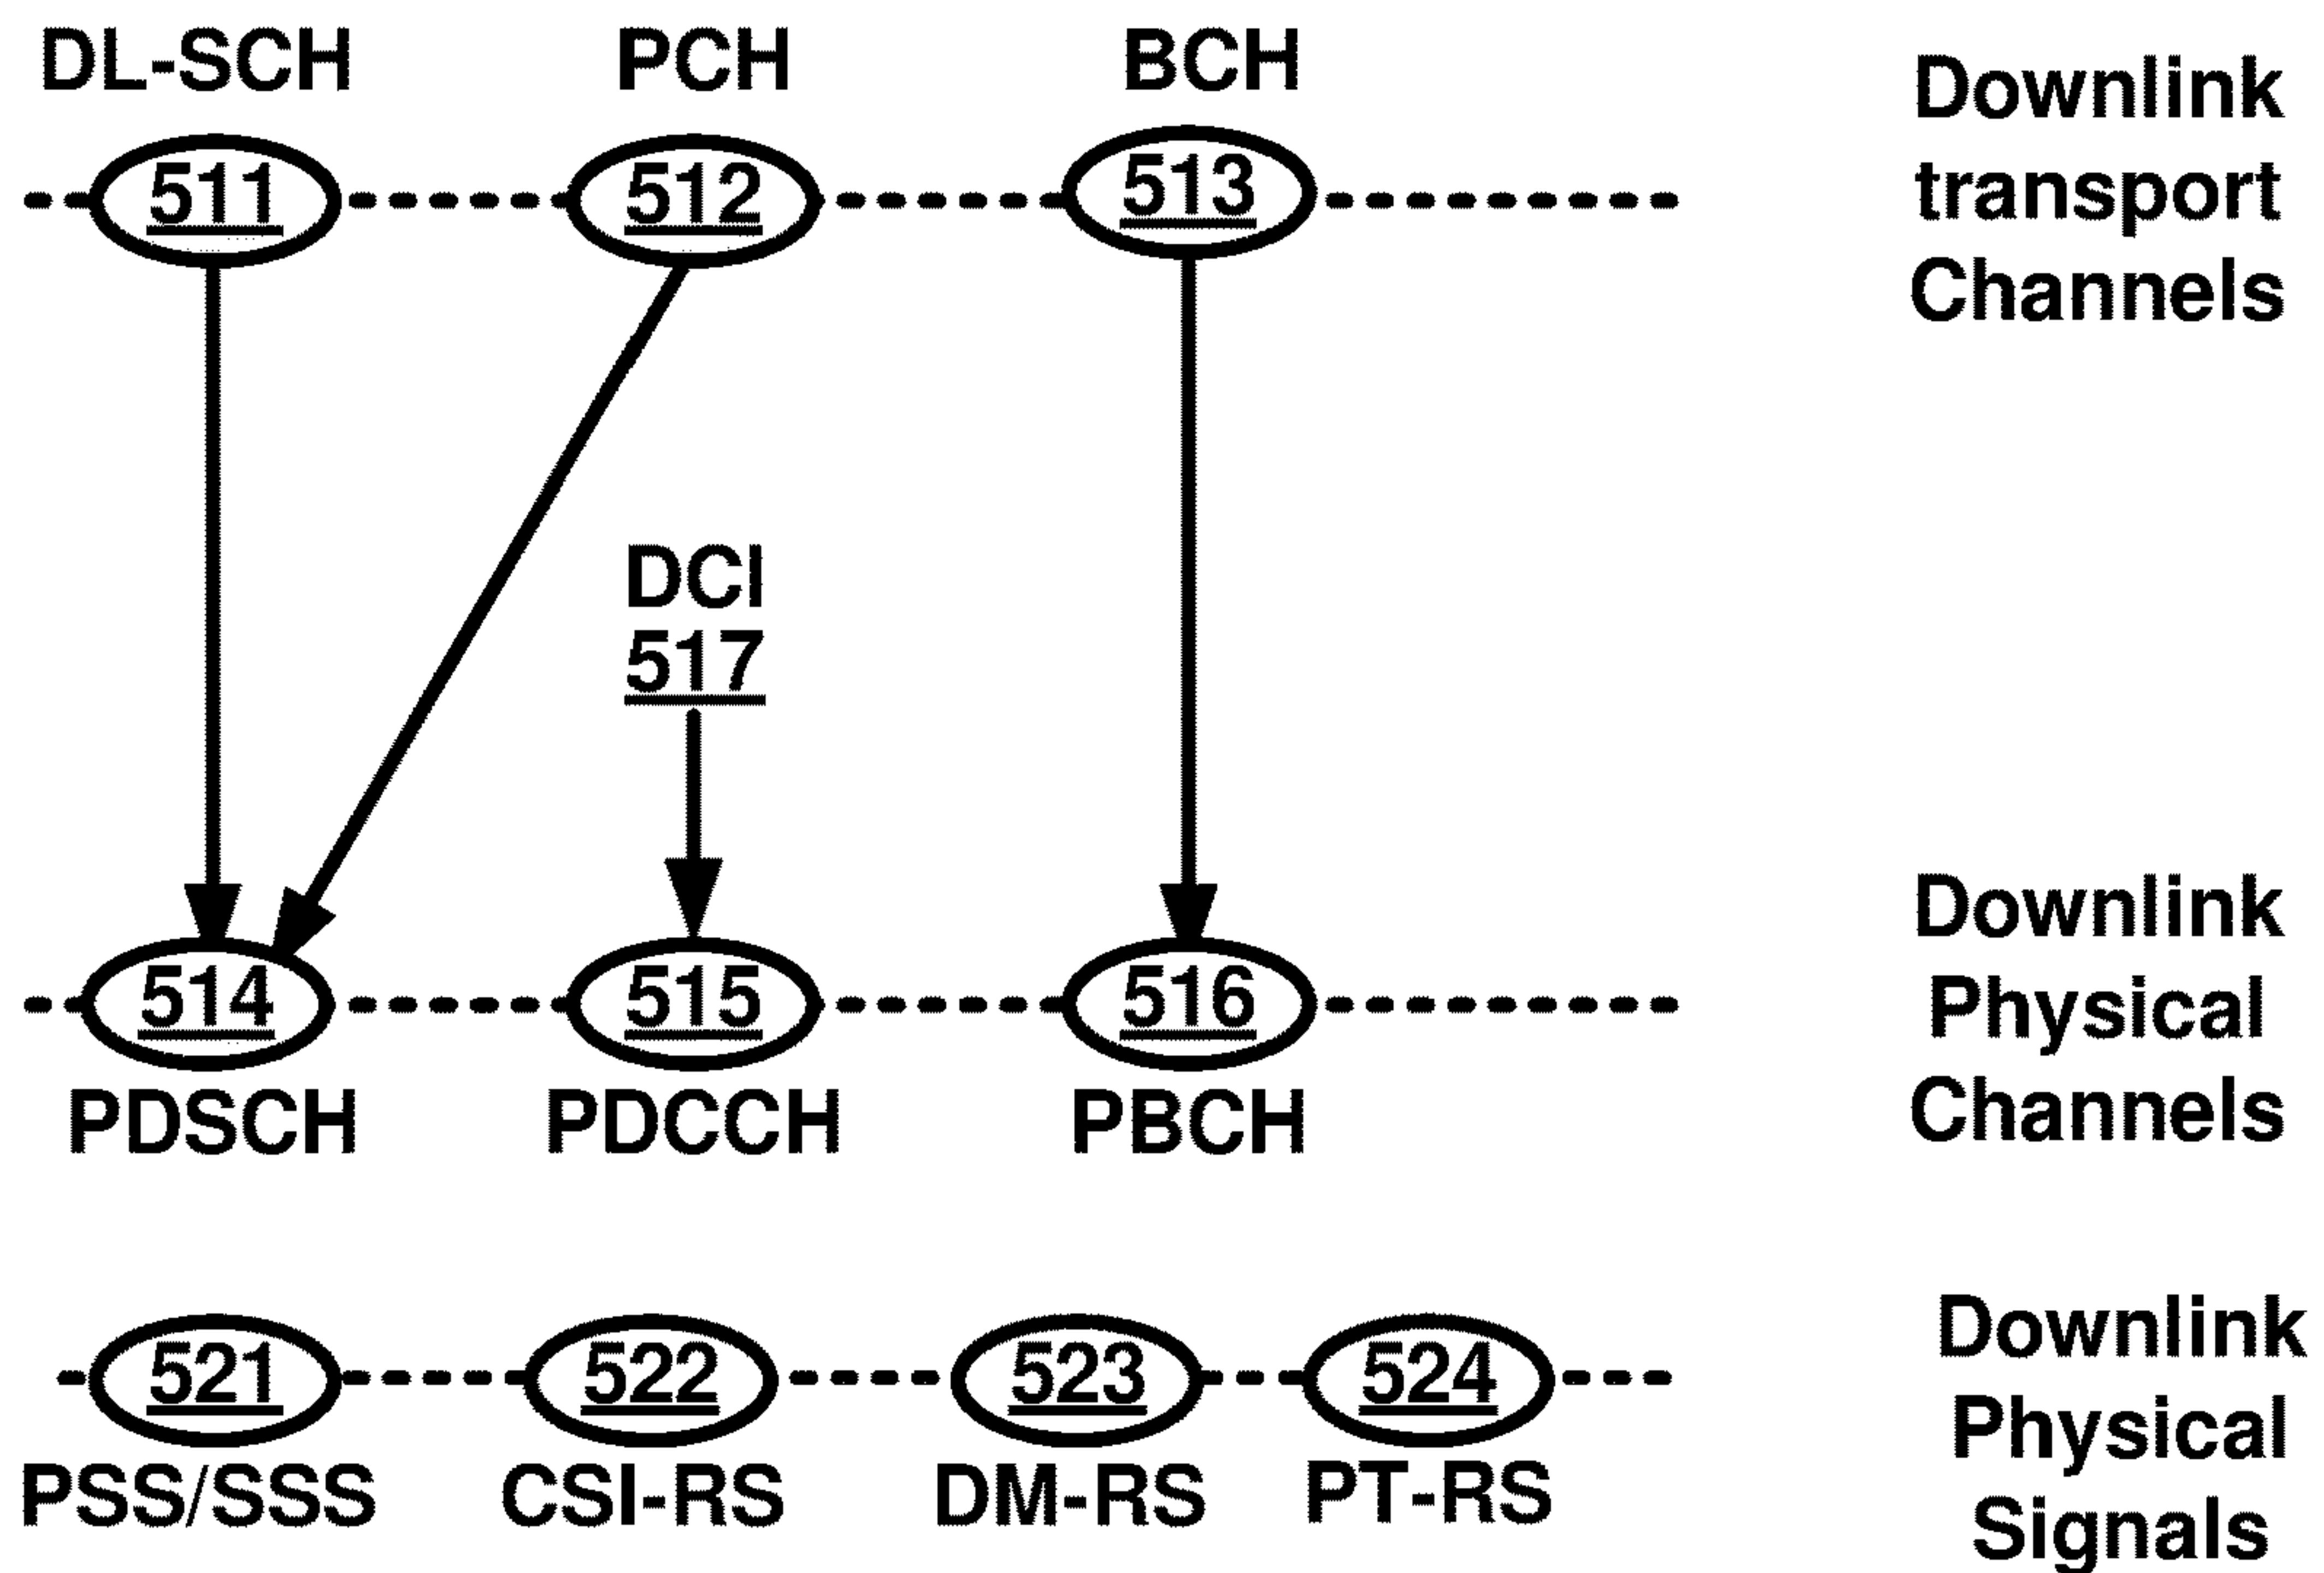 DL-SCH PCH BCH
511 512 513
Downlink
transport
Channels
DCI
517
514 515 516
PDSCH PDCCH PBCH
Downlink
Physical
Channels
521 522 523 524
PSS/SSS CSI-RS DM-RS PT-RS
Downlink
Physical
Signals